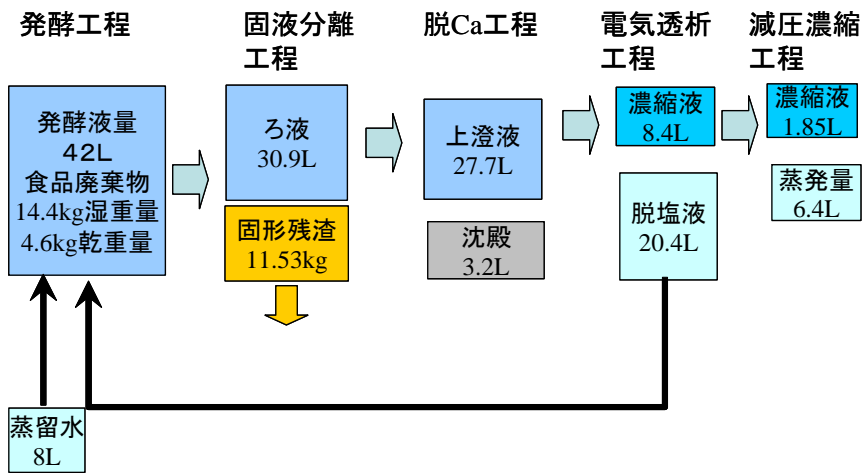 発酵工程
固液分離
工程
脱Ca工程
電気透析
工程
減圧濃縮
工程
発酵液量
４２L
食品廃棄物
14.4kg湿重量
4.6kg乾重量
ろ液
30.9L
固形残渣
11.53kg
上澄液
27.7L
沈殿
3.2L
濃縮液
8.4L
脱塩液
20.4L
濃縮液
1.85L
蒸発量
6.4L
蒸留水
8L